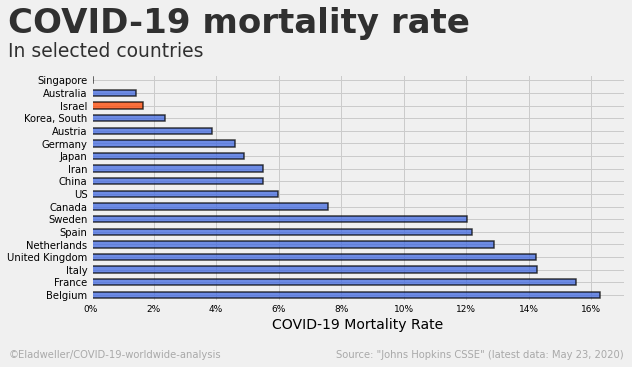 COVID-19 mortality rate
In selected countries
Singapore
Australia
Israel
Korea, South
Austria
Germany
Japan
Iran
China
US
Canada
Sweden
Spain
Netherlands
United Kingdom
Italy
France
Belgium
0% 2% 4% 6% 8% 10% 12% 14% 16%
COVID-19 Mortality Rate
©Eladweller/COVID-19-worldwide-analysis Source: "Johns Hopkins CSSE" (latest data: May 23, 2020)